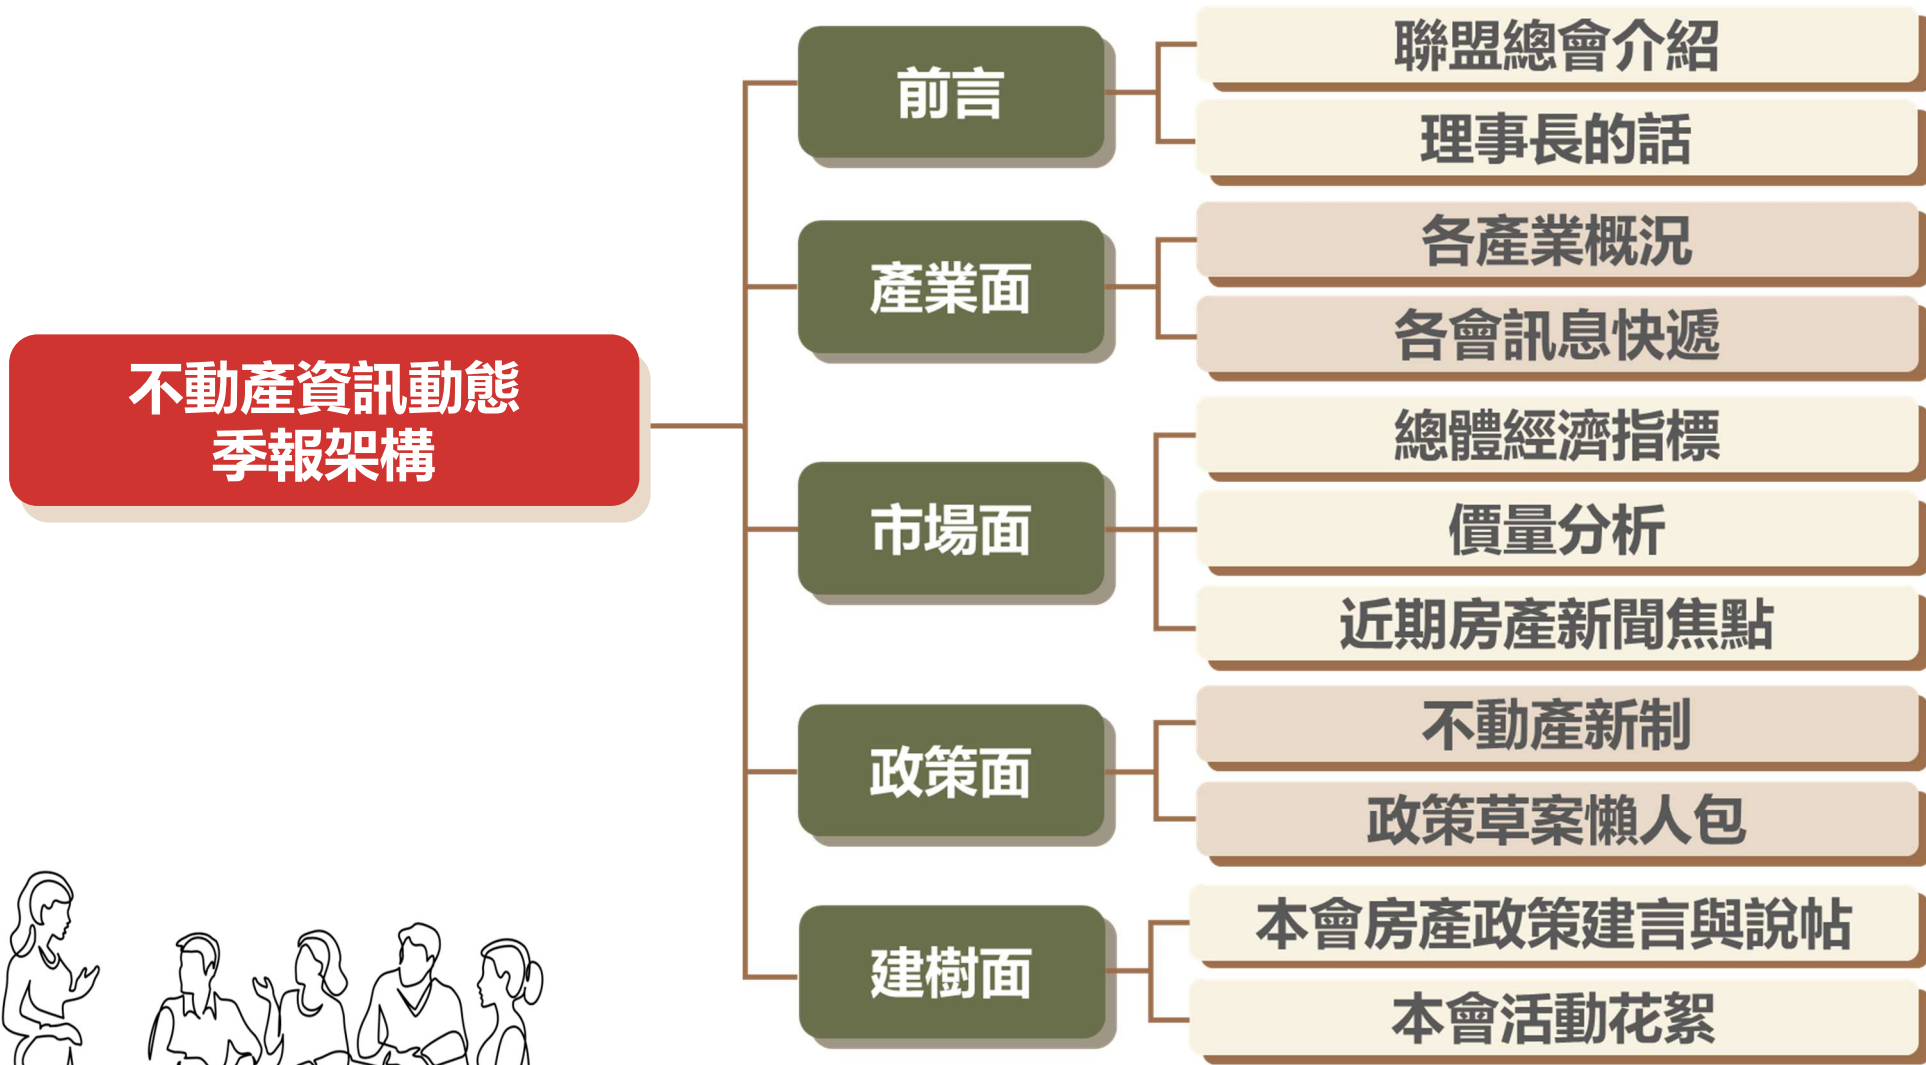 不動產資訊動態
季報架構
前言
聯盟總會介紹
理事長的話
產業面
各產業概況
各會訊息快遞
市場面
總體經濟指標
價量分析
近期房產新聞焦點
政策面
不動產新制
政策草案懶人包
建樹面
本會房產政策建言與說帖
本會活動花絮